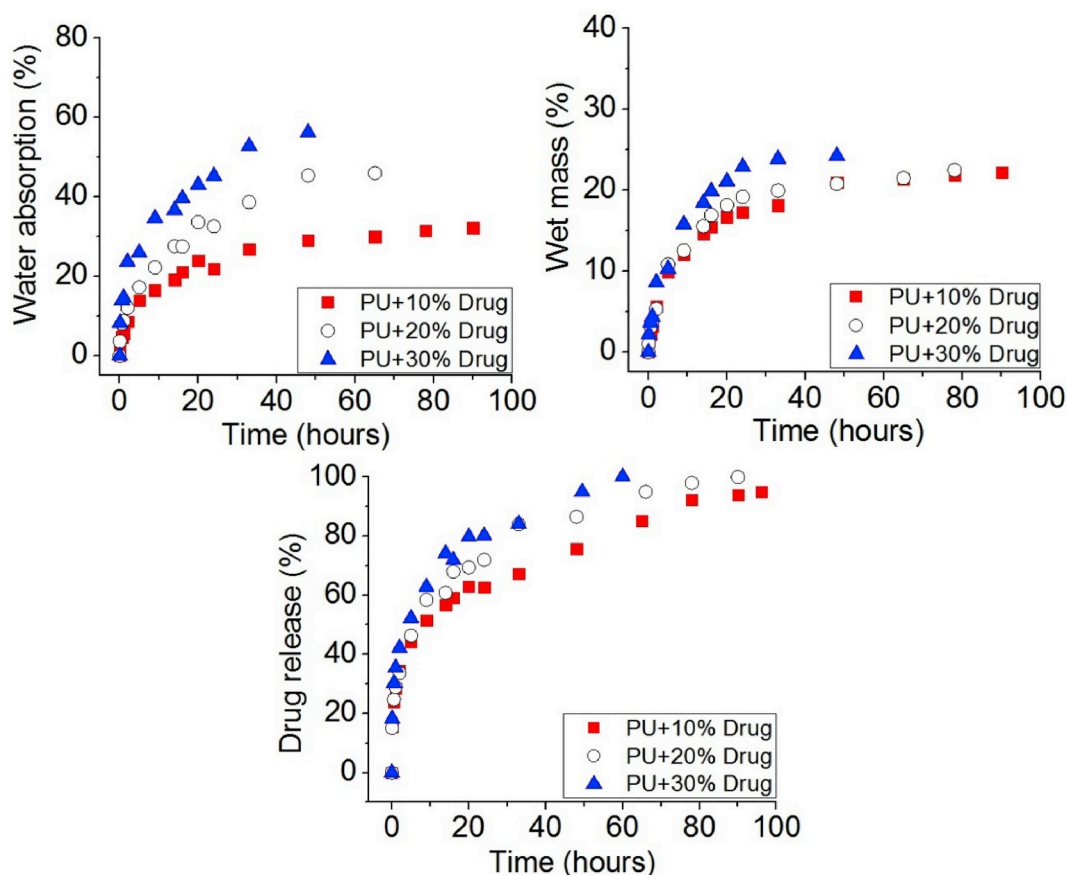 Water absorption (%)
80
60
40
20
0
PU+10% Drug
PU+20% Drug
PU+30% Drug
0 20 40 60 80 100
Time (hours)
Wet mass (%)
40
30
20
10
0
PU+10% Drug
PU+20% Drug
PU+30% Drug
0 20 40 60 80 100
Time (hours)
Drug release (%)
100
80
60
40
20
0
PU+10% Drug
PU+20% Drug
PU+30% Drug
0 20 40 60 80 100
Time (hours)